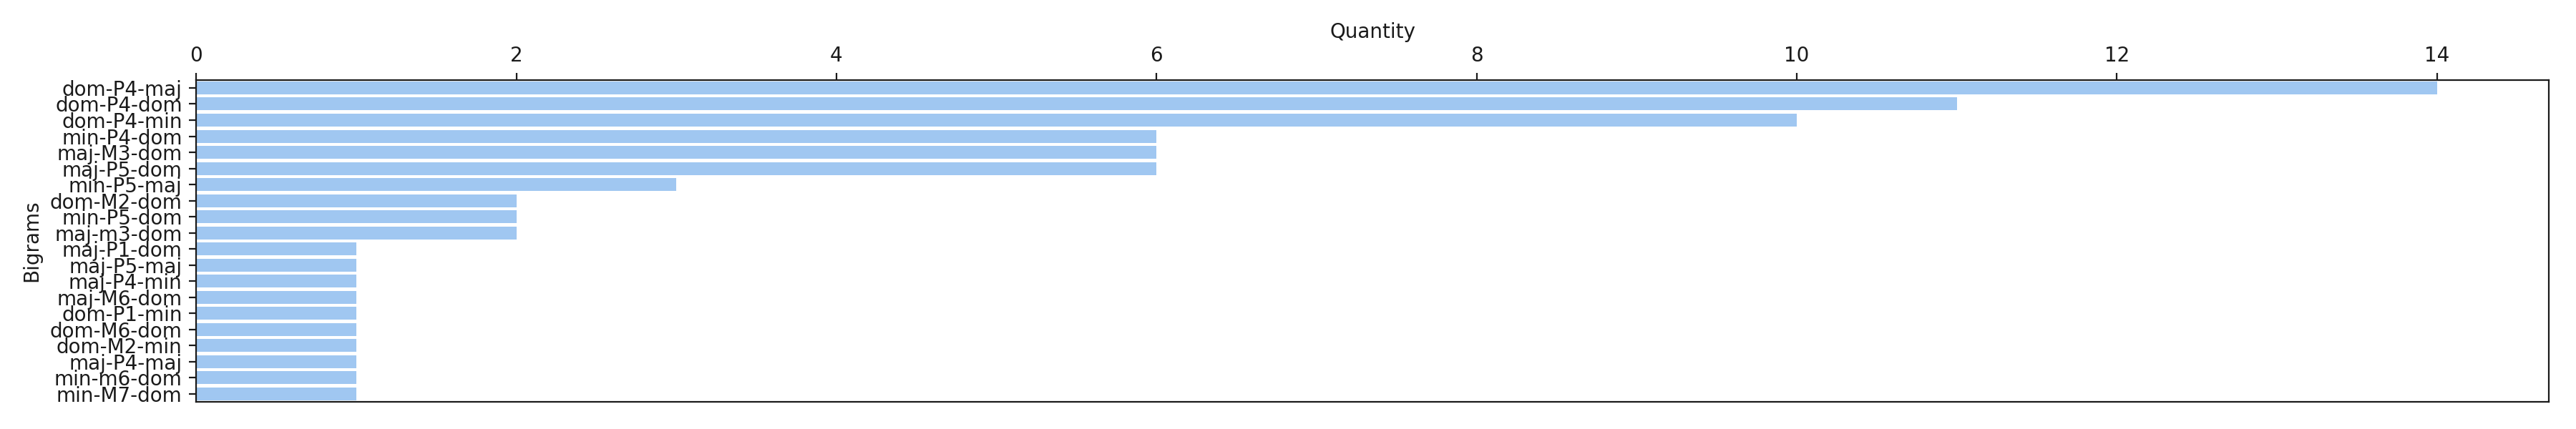 Quantity
0 2 4 6 8 10 12 14
Bigrams
dom-P4-maj
dom-P4-dom
dom-P4-min
min-P4-dom
maj-M3-dom
maj-P5-dom
min-P5-maj
dom-M2-dom
min-P5-dom
maj-m3-dom
maj-P1-dom
maj-P5-maj
maj-P4-min
maj-M6-dom
dom-P1-min
dom-M6-dom
dom-M2-min
maj-P4-maj
min-m6-dom
min-M7-dom